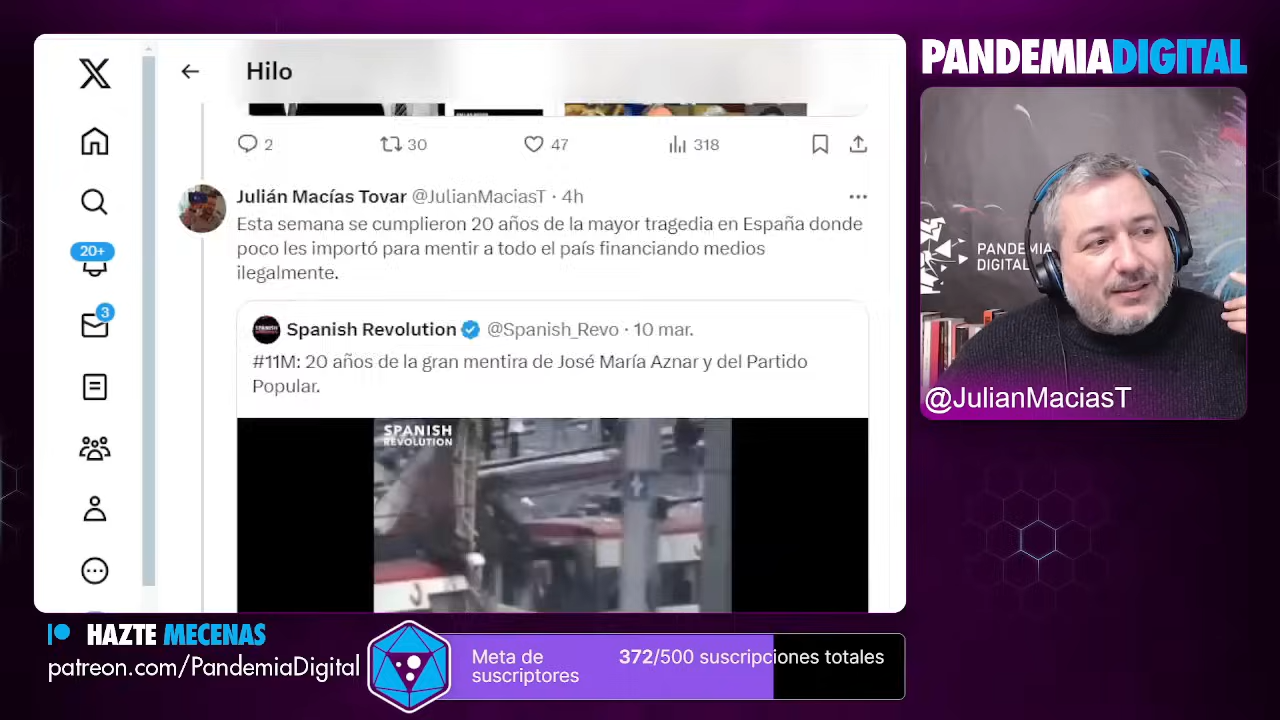 PANDEMIADIGITAL
Hilo
2
30
47
318
Julián Macías Tovar @JulianMaciasT · 4h
Esta semana se cumplieron 20 años de la mayor tragedia en España donde
poco les importó para mentir a todo el país financiando medios
ilegalmente.
20+
3
Spanish Revolution @Spanish_Revo · 10 mar.
#11M: 20 años de la gran mentira de José María Aznar y del Partido
Popular.
SPANISH
REVOLUTION
PANDEMIA
DIGITAL
@JulianMaciasT
HAZTE MECENAS
patreon.com/PandemiaDigital
Meta de
suscriptores
372/500 suscripciones totales